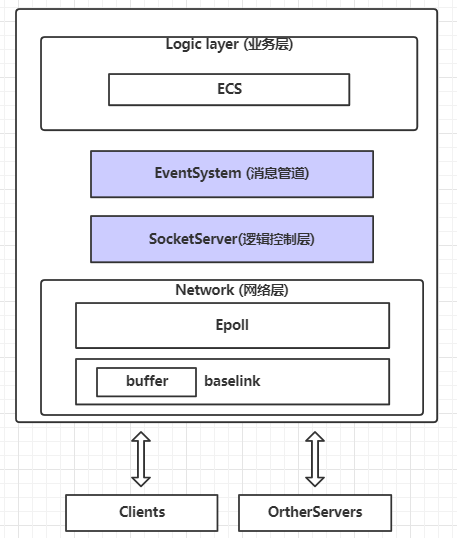 Logic layer (业务层)
ECS
EventSystem (消息管道)
SocketServer(逻辑控制层)
Network (网络层)
Epoll
buffer baselink
Clients OrtherServers